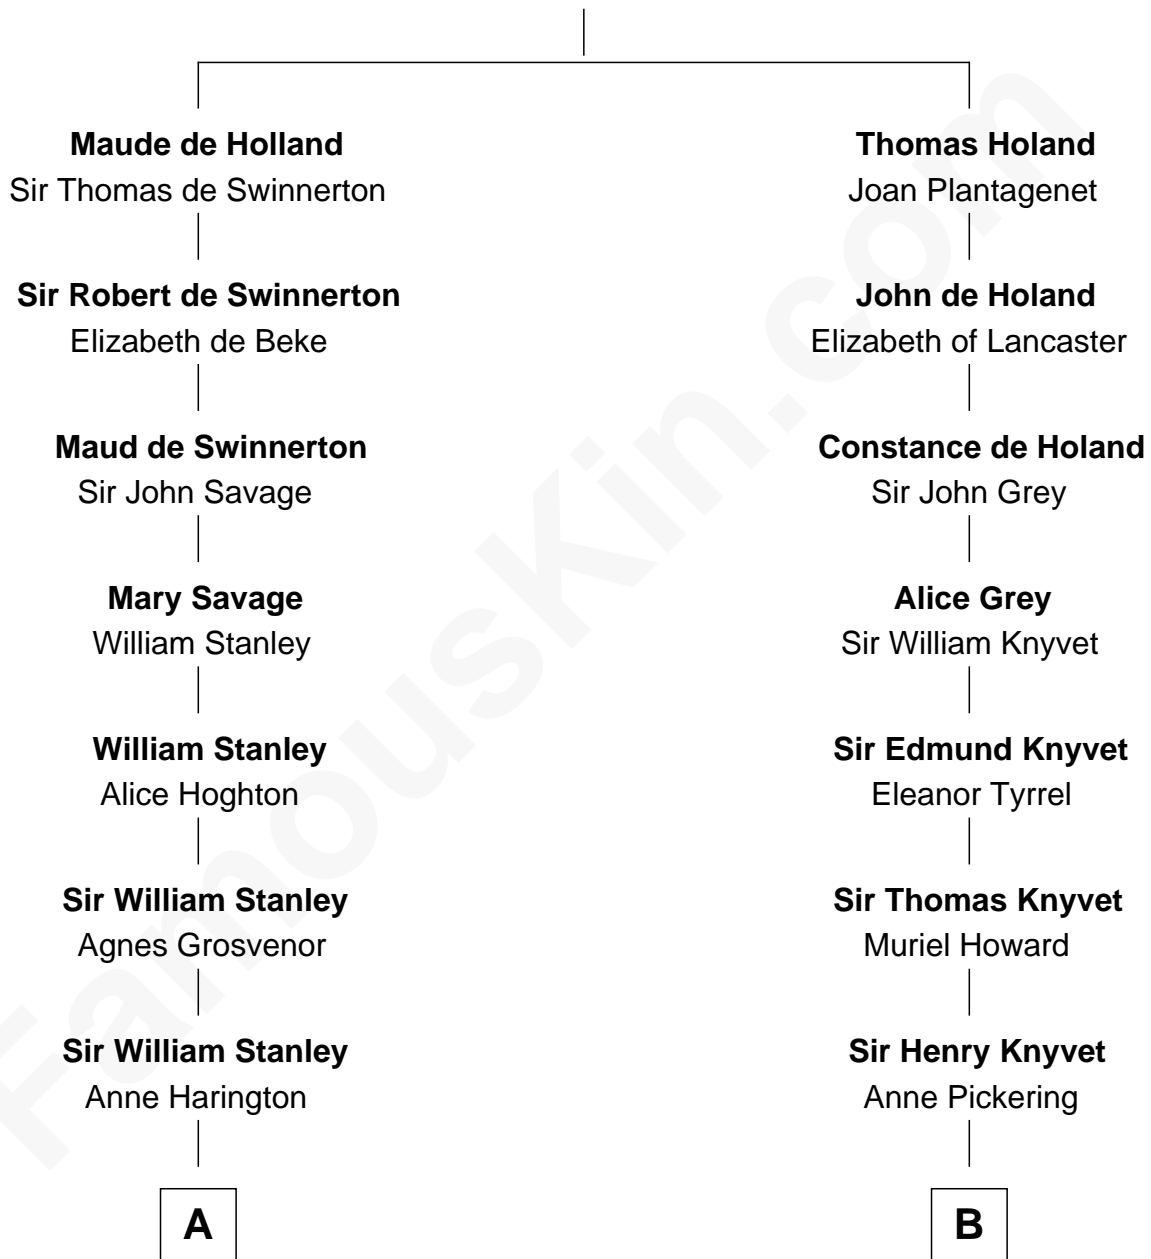 Maude de Holland
Sir Thomas de Swinnerton
Thomas Holand
Joan Plantagenet
Sir Robert de Swinnerton
Elizabeth de Beke
John de Holand
Elizabeth of Lancaster
Maud de Swinnerton
Sir John Savage
Constance de Holand
Sir John Grey
Mary Savage
William Stanley
Alice Grey
Sir William Knyvet
William Stanley
Alice Hoghton
Sir Edmund Knyvet
Eleanor Tyrrel
Sir William Stanley
Agnes Grosvenor
Sir Thomas Knyvet
Muriel Howard
Sir William Stanley
Anne Harington
Sir Henry Knyvet
Anne Pickering
A
B
FamousKin.com